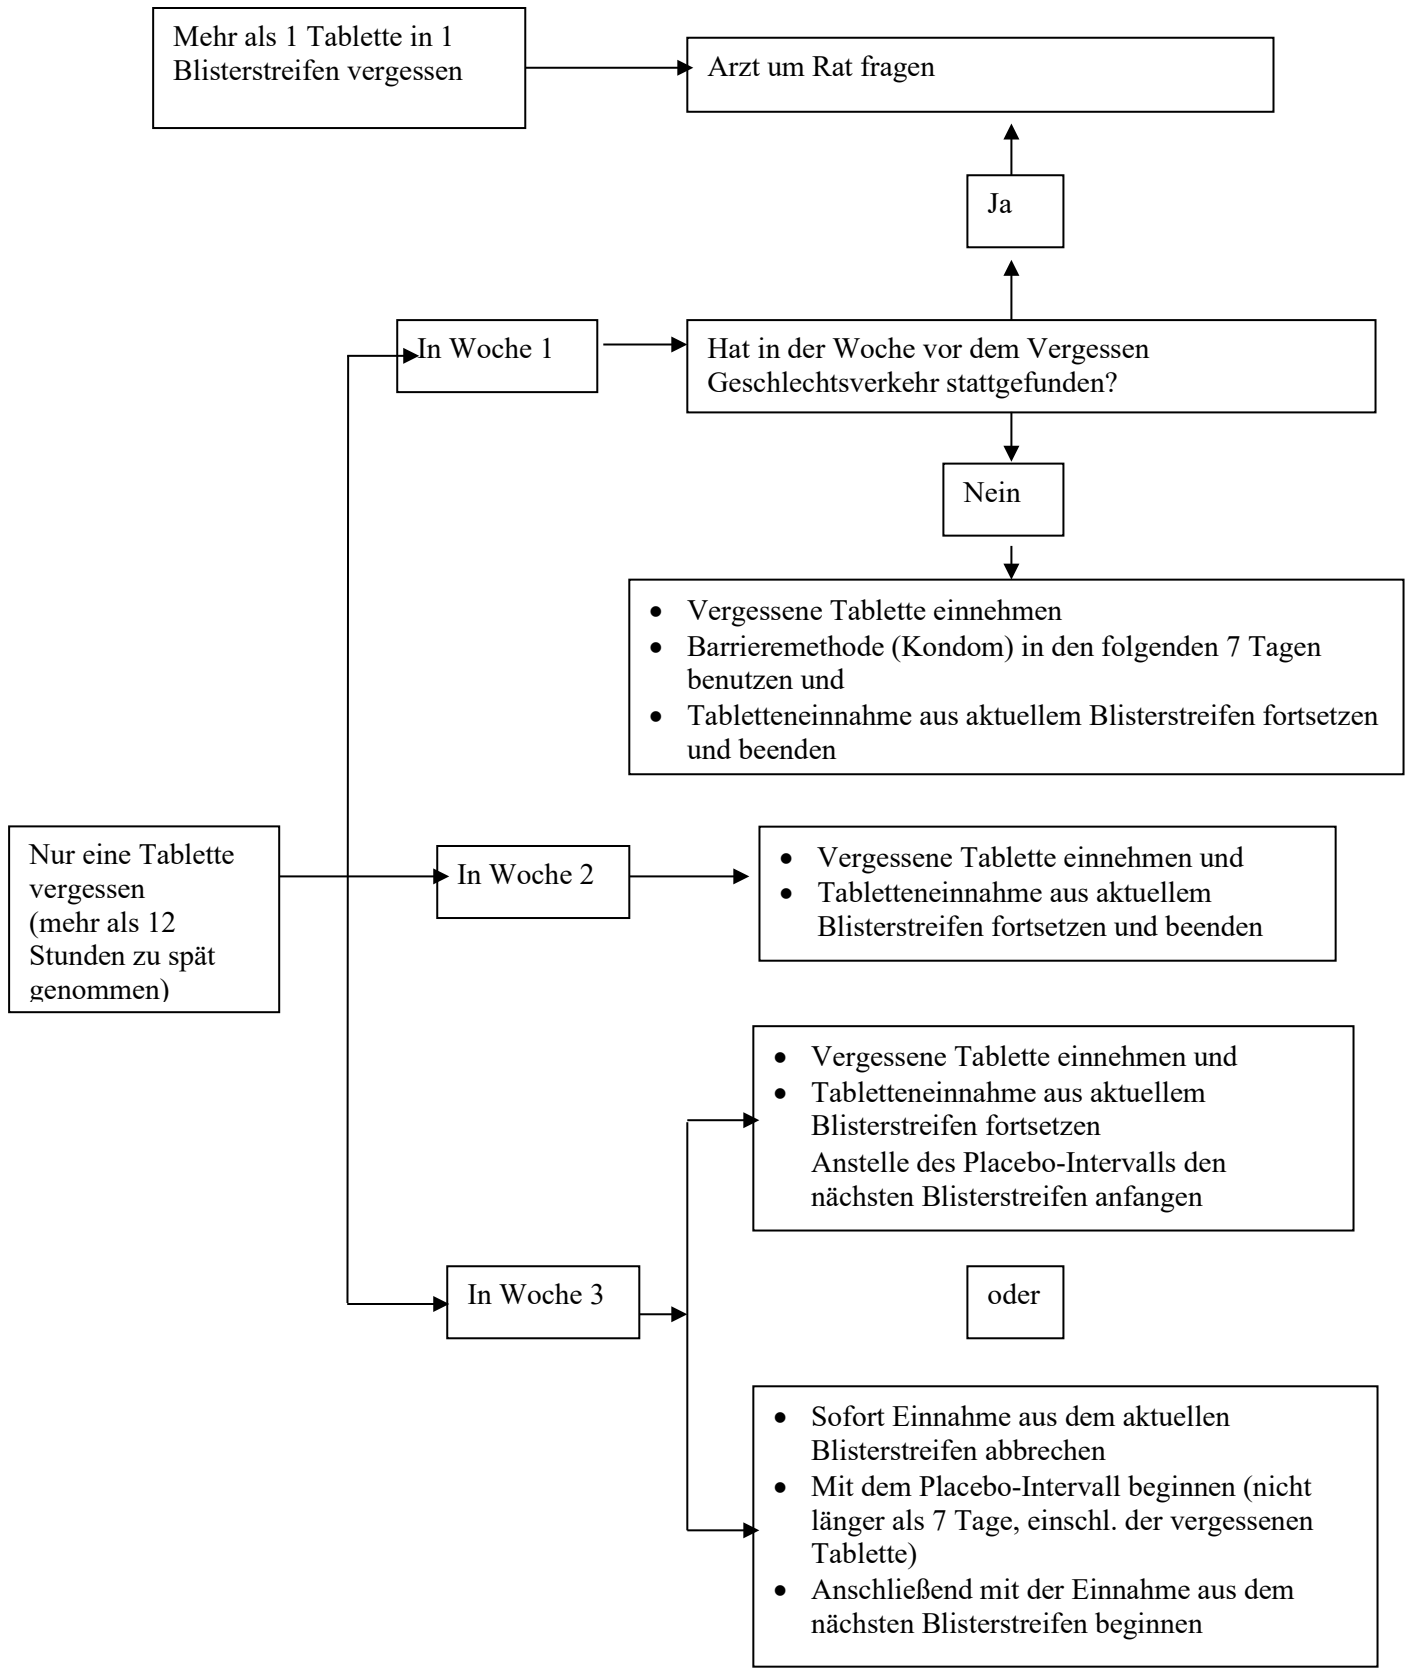 Mehr als 1 Tablette in 1
Blisterstreifen vergessen
Arzt um Rat fragen
Ja
In Woche 1
Hat in der Woche vor dem Vergessen
Geschlechtsverkehr stattgefunden?
Nein
• Vergessene Tablette einnehmen
• Barrieremethode (Kondom) in den folgenden 7 Tagen
benutzen und
• Tabletteneinnahme aus aktuellem Blisterstreifen fortsetzen
und beenden
Nur eine Tablette
vergessen
(mehr als 12
Stunden zu spät
genommen)
In Woche 2
• Vergessene Tablette einnehmen und
• Tabletteneinnahme aus aktuellem
Blisterstreifen fortsetzen und beenden
In Woche 3
• Vergessene Tablette einnehmen und
• Tabletteneinnahme aus aktuellem
Blisterstreifen fortsetzen
Anstelle des Placebo-Intervalls den
nächsten Blisterstreifen anfangen
oder
• Sofort Einnahme aus dem aktuellen
Blisterstreifen abbrechen
• Mit dem Placebo-Intervall beginnen (nicht
länger als 7 Tage, einschl. der vergessenen
Tablette)
• Anschließend mit der Einnahme aus dem
nächsten Blisterstreifen beginnen